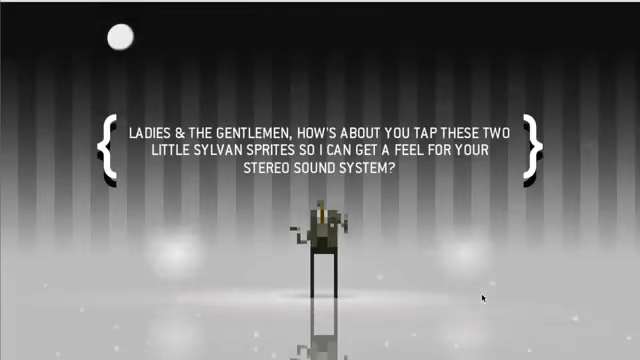 LADIES & THE GENTLEMEN, HOW'S ABOUT YOU TAP THESE TWO
LITTLE SYLVAN SPRITES SO I CAN GET A FEEL FOR YOUR
STEREO SOUND SYSTEM?